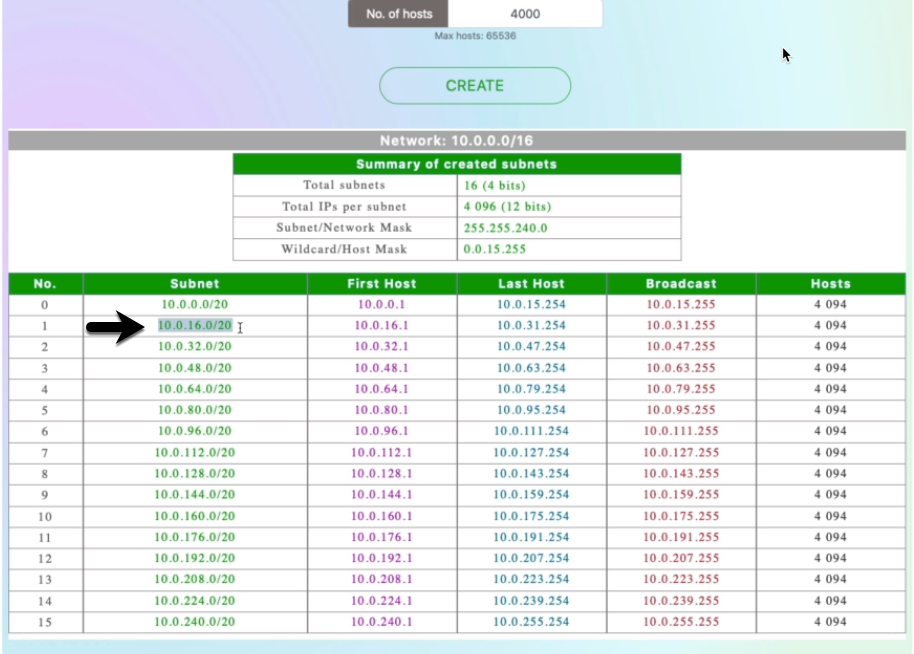 No. of hosts 4000
Max hosts: 65536
CREATE
Network: 10.0.0.0/16
Summary of created subnets
Total subnets 16 (4 bits)
Total IPs per subnet 4 096 (12 bits)
Subnet/Network Mask 255.255.240.0
Wildcard/Host Mask 0.0.15.255
No. Subnet First Host Last Host Broadcast Hosts
0 10.0.0.0/20 10.0.0.1 10.0.15.254 10.0.15.255 4 094
1 10.0.16.0/20 10.0.16.1 10.0.31.254 10.0.31.255 4 094
2 10.0.32.0/20 10.0.32.1 10.0.47.254 10.0.47.255 4 094
3 10.0.48.0/20 10.0.48.1 10.0.63.254 10.0.63.255 4 094
4 10.0.64.0/20 10.0.64.1 10.0.79.254 10.0.79.255 4 094
5 10.0.80.0/20 10.0.80.1 10.0.95.254 10.0.95.255 4 094
6 10.0.96.0/20 10.0.96.1 10.0.111.254 10.0.111.255 4 094
7 10.0.112.0/20 10.0.112.1 10.0.127.254 10.0.127.255 4 094
8 10.0.128.0/20 10.0.128.1 10.0.143.254 10.0.143.255 4 094
9 10.0.144.0/20 10.0.144.1 10.0.159.254 10.0.159.255 4 094
10 10.0.160.0/20 10.0.160.1 10.0.175.254 10.0.175.255 4 094
11 10.0.176.0/20 10.0.176.1 10.0.191.254 10.0.191.255 4 094
12 10.0.192.0/20 10.0.192.1 10.0.207.254 10.0.207.255 4 094
13 10.0.208.0/20 10.0.208.1 10.0.223.254 10.0.223.255 4 094
14 10.0.224.0/20 10.0.224.1 10.0.239.254 10.0.239.255 4 094
15 10.0.240.0/20 10.0.240.1 10.0.255.254 10.0.255.255 4 094